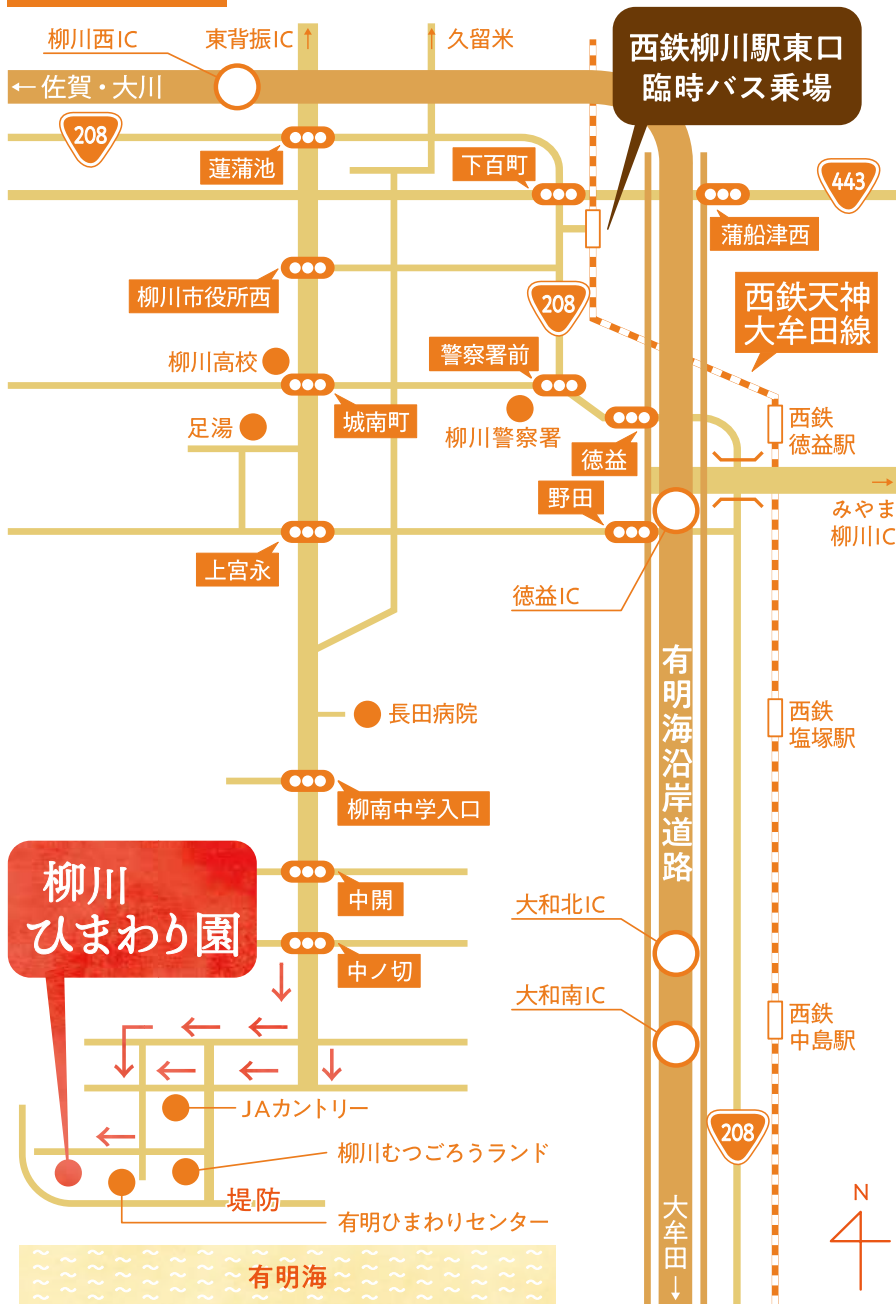 柳川西IC
東背振IC↑
↑久留米
西鉄柳川駅東口
臨時バス乗場
←佐賀・大川
208
蓮蒲池
下百町
443
蒲船津西
柳川市役所西
208
西鉄天神
大牟田線
警察署前
柳川高校
城南町
足湯
柳川警察署
西鉄
徳益駅
徳益
→
野田
みやま
柳川IC
上宮永
徳益IC
有明海沿岸道路
長田病院
西鉄
塩塚駅
柳南中学入口
柳川
ひまわり園
中開
大和北IC
中ノ切
大和南IC
西鉄
中島駅
JAカントリー
208
柳川むつごろうランド
堤防
有明ひまわりセンター
大牟田↓
N
有明海